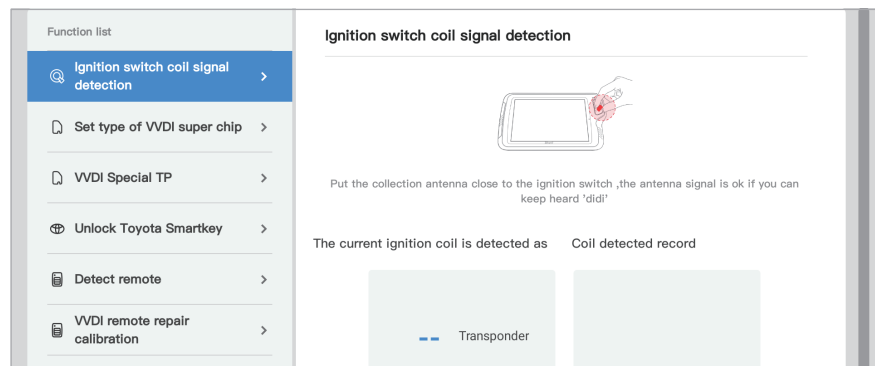 Function list
Ignition switch coil signal
detection
Set type of VVDI super chip
VVDI Special TP
Unlock Toyota Smartkey
Detect remote
VVDI remote repair
calibration
Ignition switch coil signal detection
Put the collection antenna close to the ignition switch ,the antenna signal is ok if you can
keep heard 'didi'
The current ignition coil is detected as
-- Transponder
Coil detected record